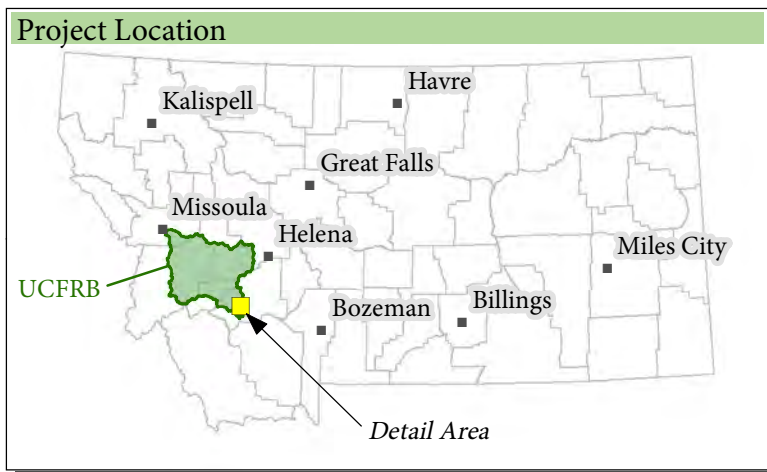 Project Location
Havre
Kalispell
Great Falls
Missoula
Helena
Miles City
UCFRB
Bozeman
Billings
Detail Area